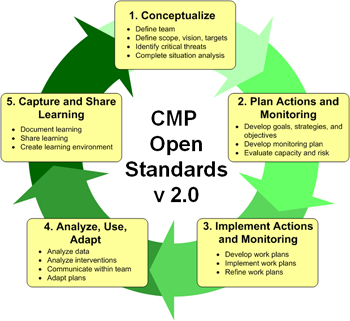 1. Conceptualize
• Define team
• Define scope, vision, targets
• Identify critical threats
• Complete situation analysis
2. Plan Actions and
Monitoring
• Develop goals, strategies, and
objectives
• Develop monitoring plan
• Evaluate capacity and risk
3. Implement Actions
and Monitoring
• Develop work plans
• Implement work plans
• Refine work plans
4. Analyze, Use,
Adapt
• Analyze data
• Analyze interventions
• Communicate within team
• Adapt plans
5. Capture and Share
Learning
• Document learning
• Share learning
• Create learning environment
CMP
Open
Standards
v 2.0